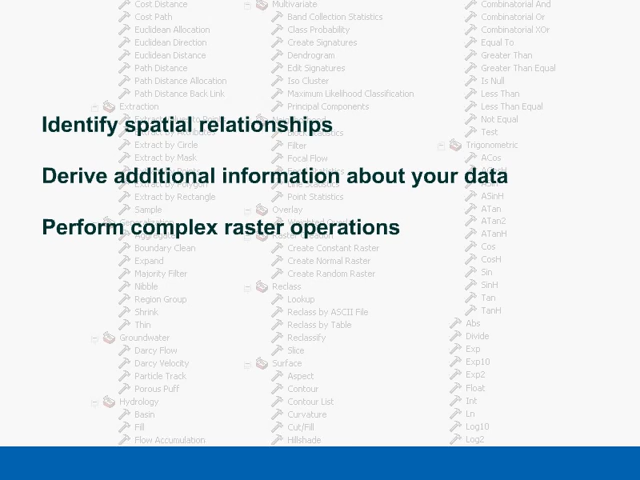 Cost Distance
Cost Path
Euclidean Allocation
Euclidean Direction
Euclidean Distance
Path Distance
Path Distance Allocation
Path Distance Back Link
Extraction
Identify spatial relationships
Extract by Circle
Extract by Mask
Derive additional information about your data
Extract by Polygon
Extract by Rectangle
Sample
Perform complex raster operations
Boundary Clean
Expand
Majority Filter
Nibble
Region Group
Shrink
Thin
Groundwater
Darcy Flow
Darcy Velocity
Particle Track
Porous Puff
Hydrology
Basin
Fill
Flow Accumulation
Multivariate
Band Collection Statistics
Class Probability
Create Signatures
Dendrogram
Edit Signatures
Iso Cluster
Maximum Likelihood Classification
Principal Components
Filter
Focal Flow
Line Statistics
Point Statistics
Overlay
Create Constant Raster
Create Normal Raster
Create Random Raster
Reclass
Lookup
Reclass by ASCII File
Reclass by Table
Reclassify
Slice
Surface
Aspect
Contour
Contour List
Curvature
Cut/Fill
Hillshade
Combinatorial And
Combinatorial Or
Combinatorial XOr
Equal To
Greater Than
Greater Than Equal
Is Null
Less Than
Less Than Equal
Not Equal
Test
Trigonometric
ACos
ASin
ASinH
ATan
ATan2
ATanH
Cos
CosH
Sin
SinH
Tan
TanH
Abs
Divide
Exp
Exp10
Exp2
Float
Int
Ln
Log10
Log2